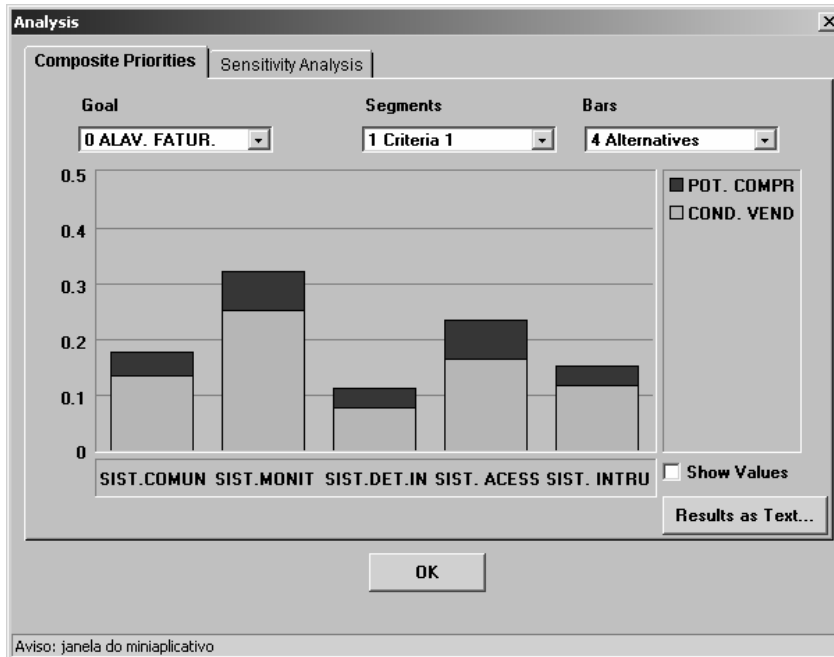 Analysis
Composite Priorities Sensitivity Analysis
Goal Segments Bars
0 ALAV. FATUR. 1 Criteria 1 4 Alternatives
0.5
0.4
0.3
0.2
0.1
0
POT. COMPR
COND. VEND
SIST.COMUN SIST.MONIT SIST.DET.IN SIST. ACESS SIST. INTRU
Show Values
Results as Text...
OK
Aviso: janela do miniaplicativo